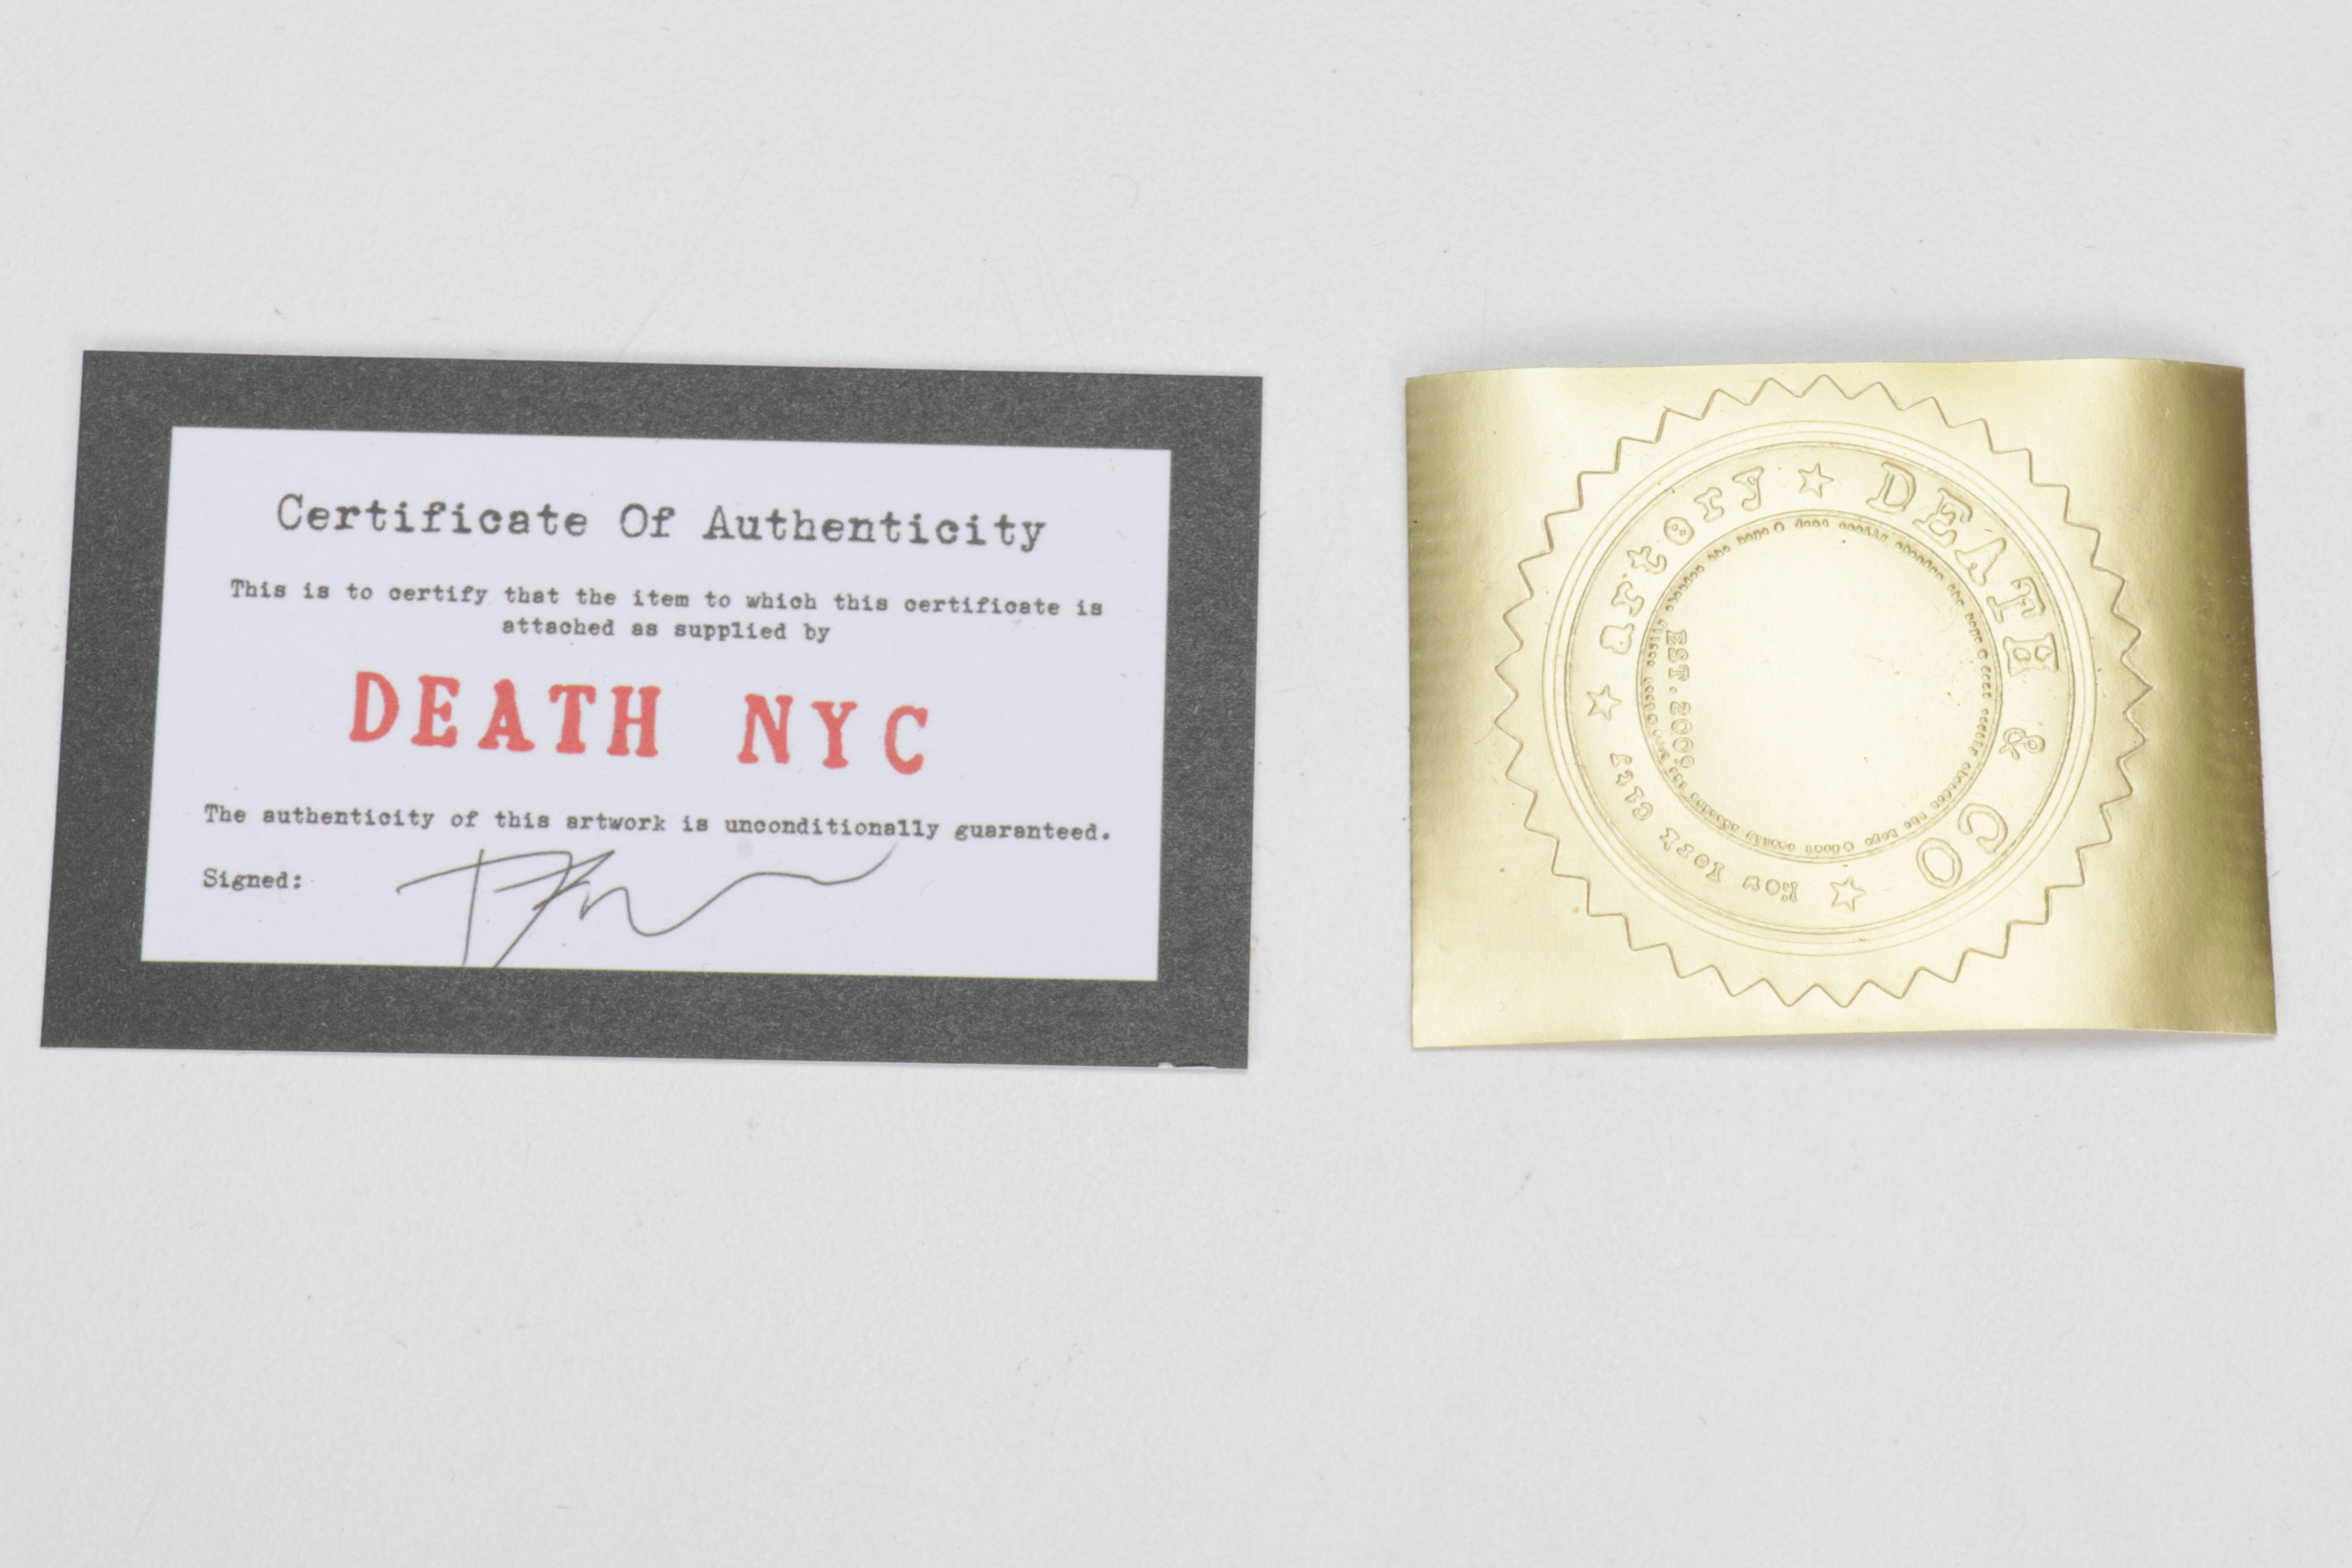 Certificate Of Authenticity
This is to certify that the item to which this certificate is
attached as supplied by
DEATH NYC
The authenticity of this artwork is unconditionally guaranteed.
Signed:
artory ☆ DEATH & CO ☆ New York City ☆
EST. 2009